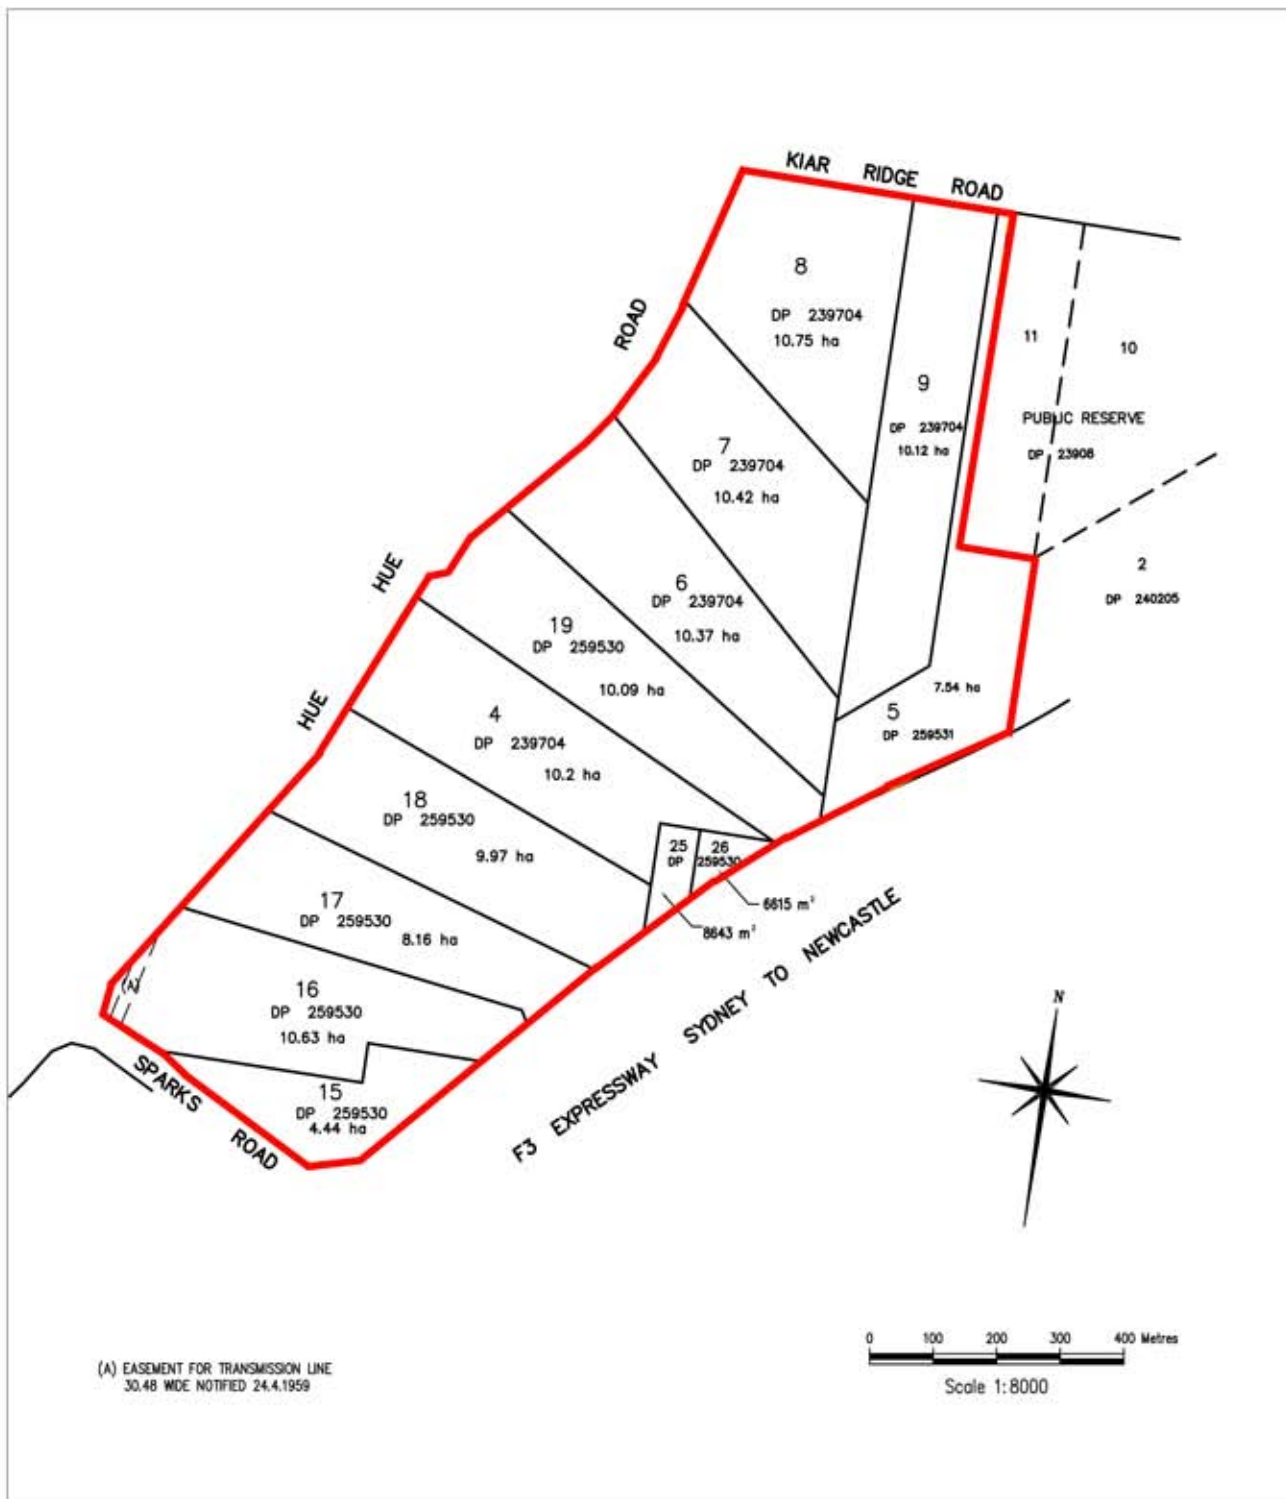 KIAR RIDGE ROAD
8
DP 239704
10.75 ha
ROAD
11
10
9
DP 239704
10.12 ha
PUBLIC RESERVE
DP 23908
7
DP 239704
10.42 ha
HUE
2
DP 240205
6
DP 239704
10.37 ha
19
DP 259530
10.09 ha
7.54 ha
5
DP 259531
HUE
4
DP 239704
10.2 ha
18
DP 259530
9.97 ha
25
26
DP 259530
6615 m²
8643 m²
17
DP 259530
8.16 ha
(A)
16
DP 259530
10.63 ha
F3 EXPRESSWAY SYDNEY TO NEWCASTLE
N
SPARKS ROAD
15
DP 259530
4.44 ha
0 100 200 300 400 Metres
Scale 1:8000
(A) EASEMENT FOR TRANSMISSION LINE
30.48 WIDE NOTIFIED 24.4.1959